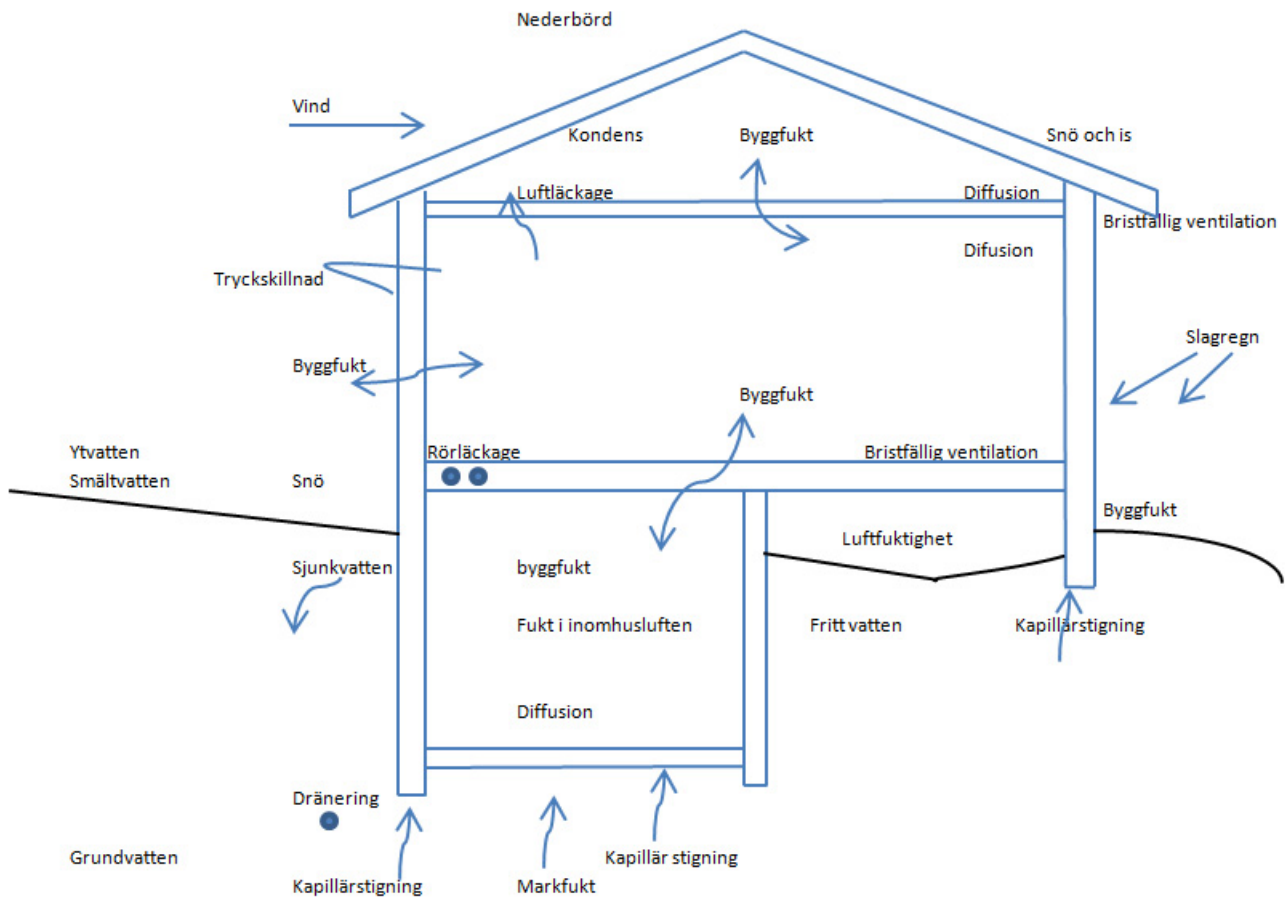 Nederbörd
Vind
Kondens
Byggfukt
Snö och is
Luftläckage
Diffusion
Bristfällig ventilation
Difusion
Tryckskillnad
Slagregn
Byggfukt
Byggfukt
Ytvatten
Rörläckage
Bristfällig ventilation
Smältvatten
Snö
Byggfukt
Luftfuktighet
Sjunkvatten
byggfukt
Fukt i inomhusluften
Fritt vatten
Kapillärstigning
Diffusion
Dränering
Grundvatten
Kapillär stigning
Kapillärstigning
Markfukt